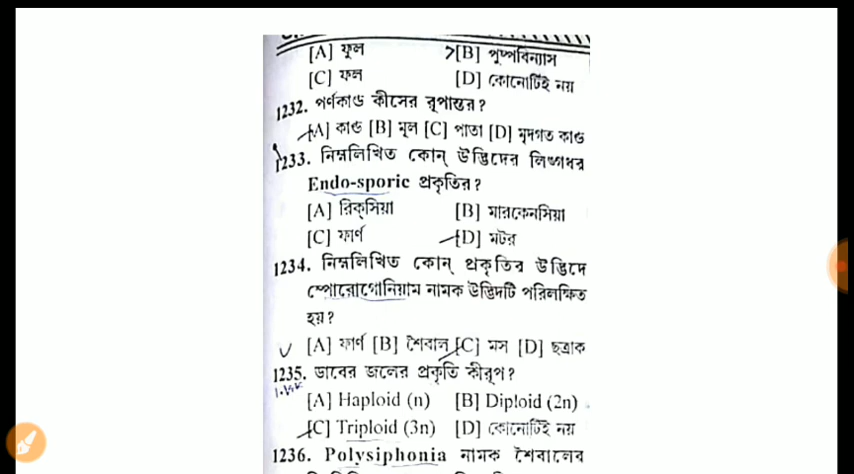 [A] ফুল [B] পুষ্পবিন্যাস
[C] ফল [D] কোনোটিই নয়
1232. পর্ণকান্ড কীসের রূপান্তর?
[A] কান্ড [B] মূল [C] পাতা [D] মৃদগত কান্ড
1233. নিম্নলিখিত কোন্ উদ্ভিদের লিঙ্গধর
Endo-sporic প্রকৃতির?
[A] রিক্‌সিয়া [B] মারকেনসিয়া
[C] ফার্ণ [D] মটর
1234. নিম্নলিখিত কোন্ প্রকৃতির উদ্ভিদে
স্পোরোগোনিয়াম নামক উদ্ভিদটি পরিলক্ষিত
হয়?
[A] ফার্ণ [B] শৈবাল [C] মস [D] ছত্রাক
1235. ডাবের জলের প্রকৃতি কীরূপ?
[A] Haploid (n) [B] Diploid (2n)
[C] Triploid (3n) [D] কোনোটিই নয়
1236. Polysiphonia নামক শৈবালের